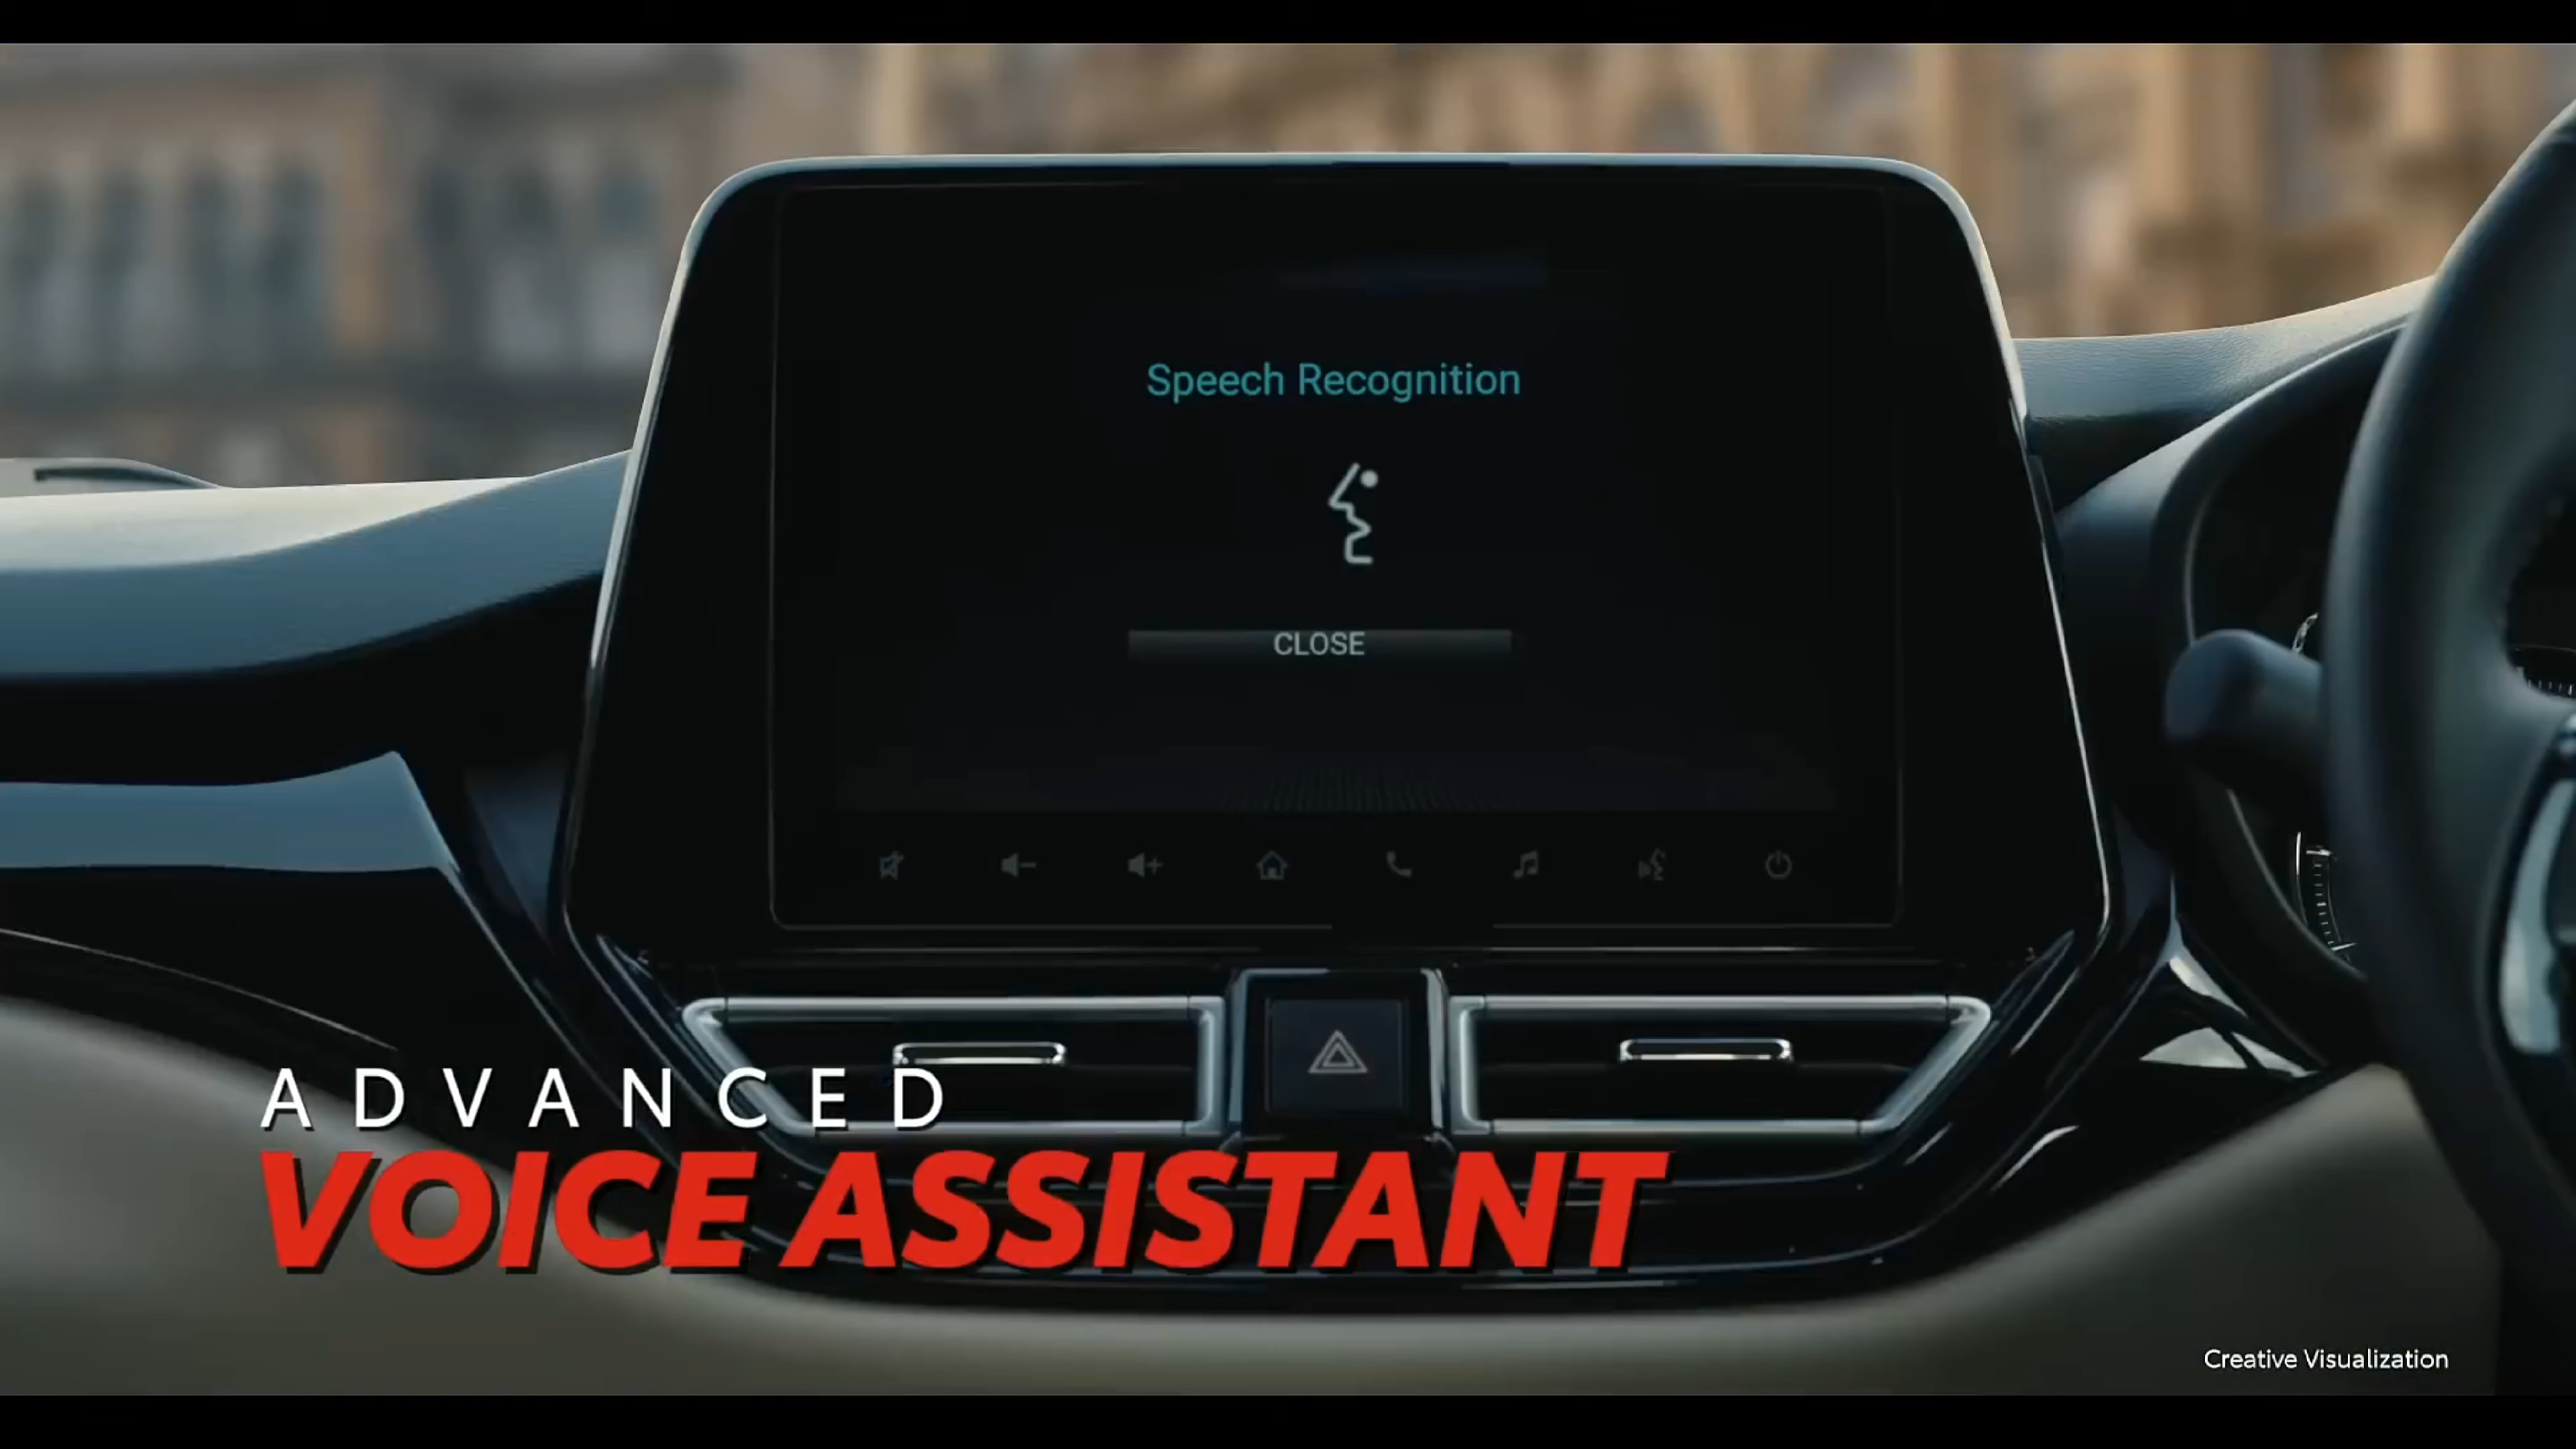 Speech Recognition
CLOSE
ADVANCED
VOICE ASSISTANT
Creative Visualization